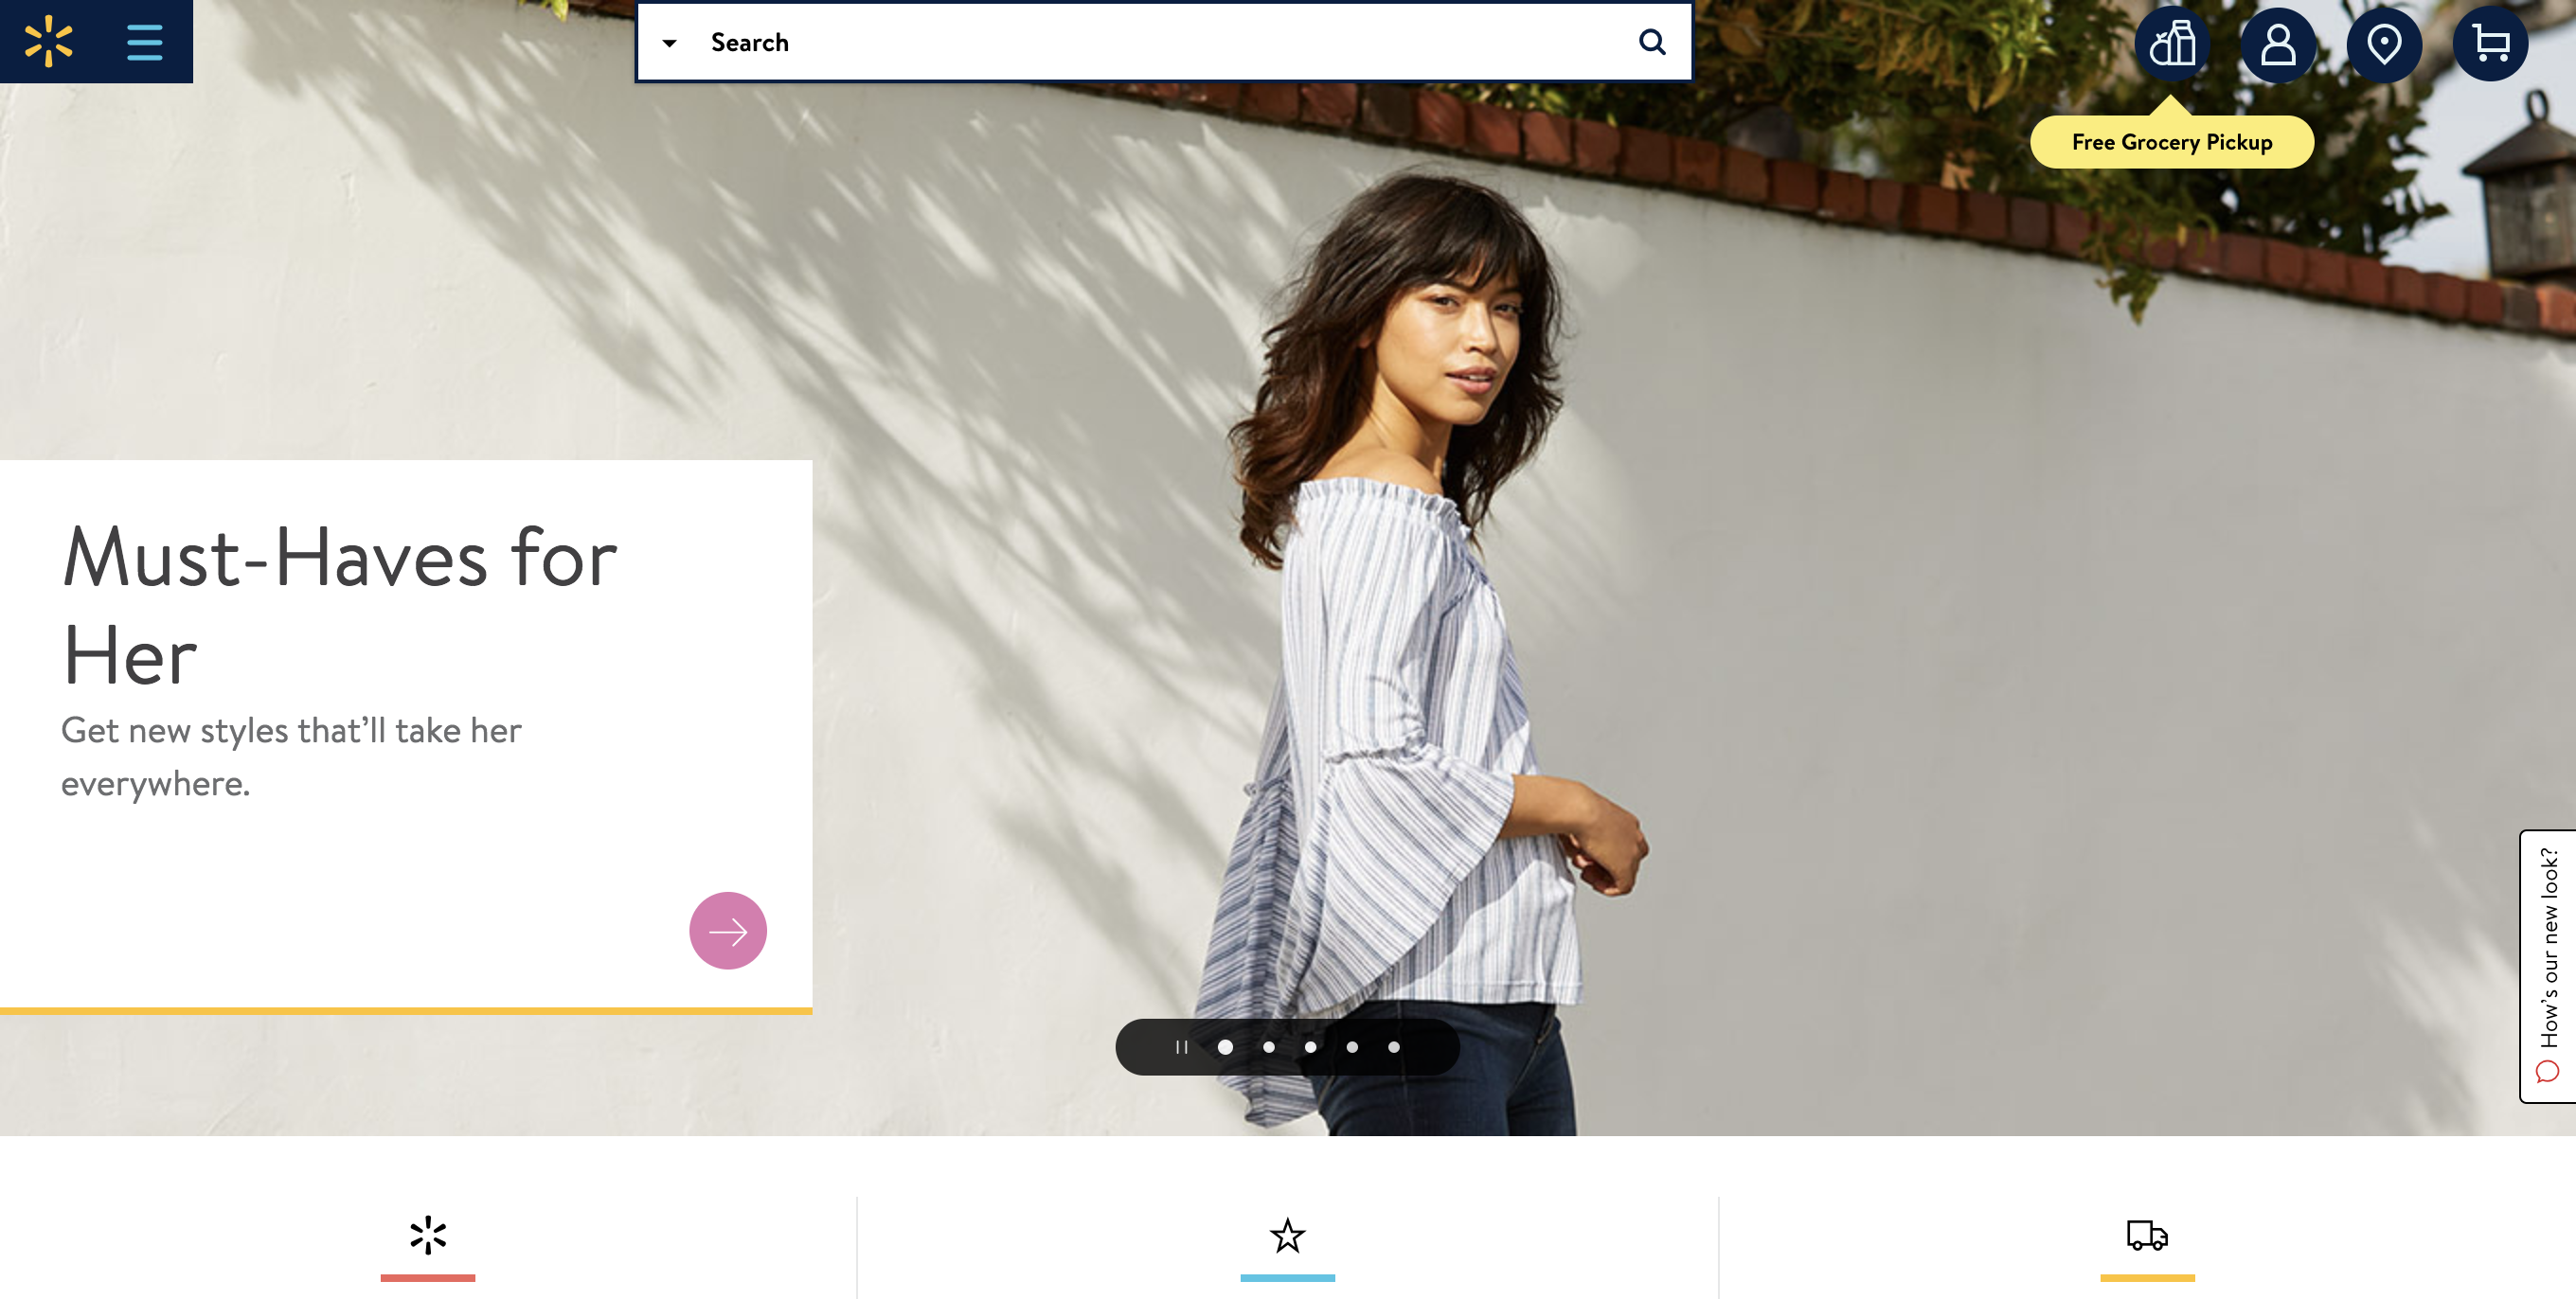 Search
Free Grocery Pickup
Must-Haves for
Her
Get new styles that’ll take her
everywhere.
How’s our new look?